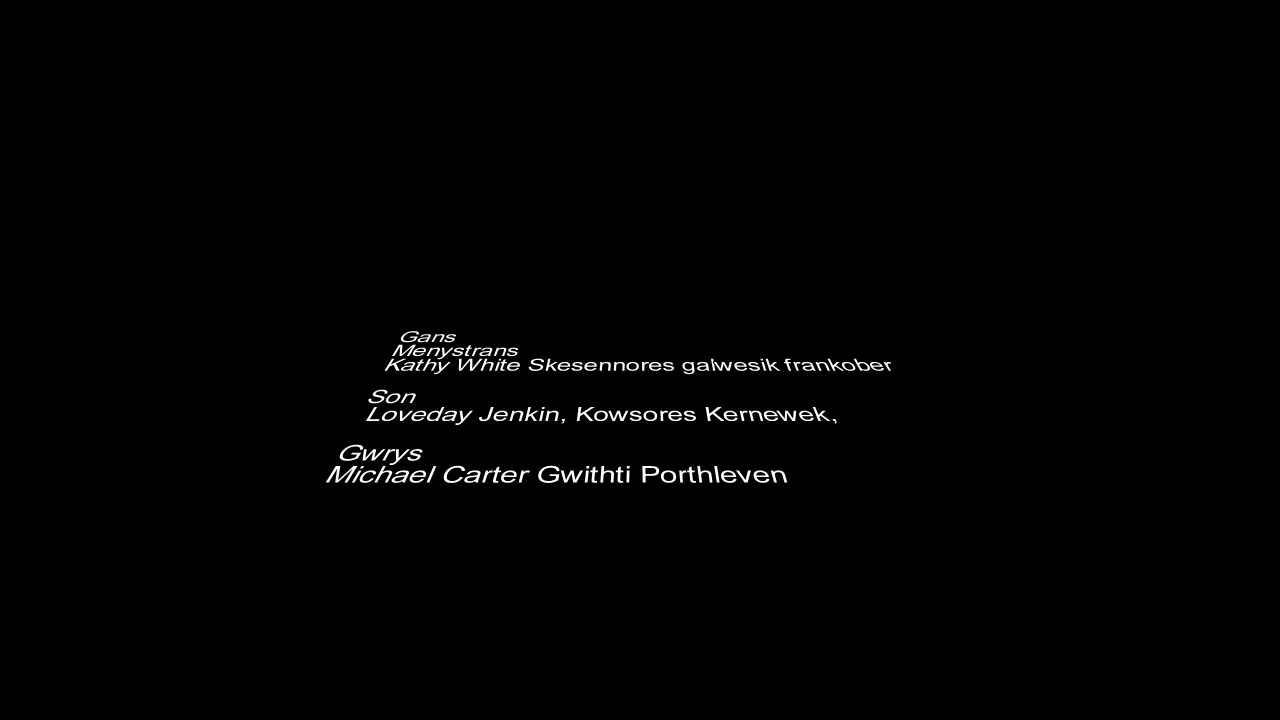 Gans
Menystrans
Kathy White Skesennores galwesik frankober
Son
Loveday Jenkin, Kowsores Kernewek,
Gwrys
Michael Carter Gwithti Porthleven